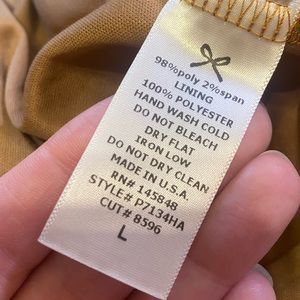 98%poly 2%span
LINING
100% POLYESTER
HAND WASH COLD
DO NOT BLEACH
DRY FLAT
IRON LOW
DO NOT DRY CLEAN
MADE IN U.S.A.
RN# 145848
STYLE# P7134HA
CUT# 8596
L